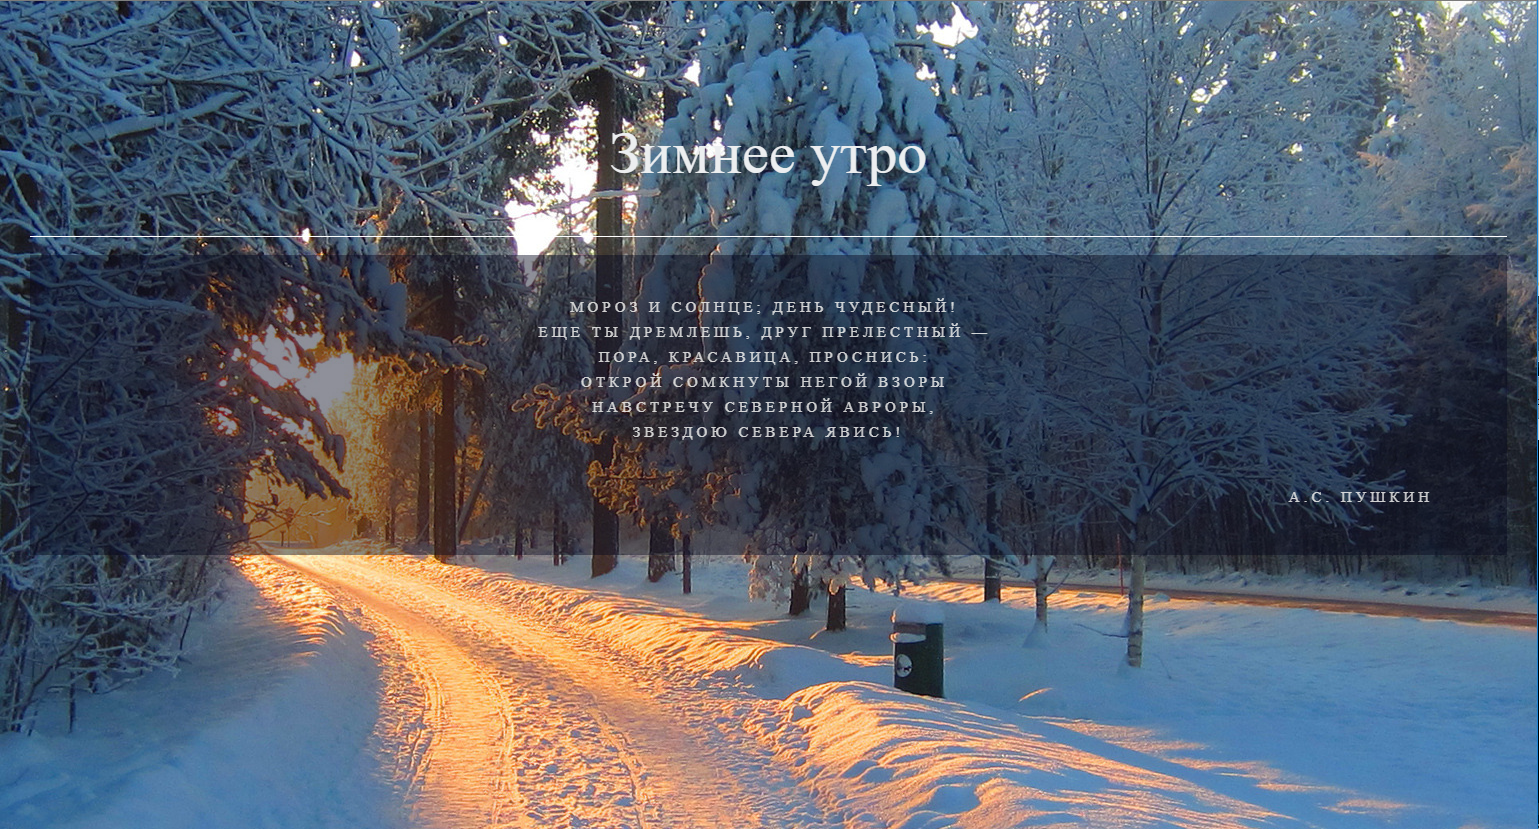 Зимнее утро
МОРОЗ И СОЛНЦЕ; ДЕНЬ ЧУДЕСНЫЙ!
ЕЩЕ ТЫ ДРЕМЛЕШЬ, ДРУГ ПРЕЛЕСТНЫЙ —
ПОРА, КРАСАВИЦА, ПРОСНИСЬ:
ОТКРОЙ СОМКНУТЫ НЕГОЙ ВЗОРЫ
НАВСТРЕЧУ СЕВЕРНОЙ АВРОРЫ,
ЗВЕЗДОЮ СЕВЕРА ЯВИСЬ!
А.С. ПУШКИН